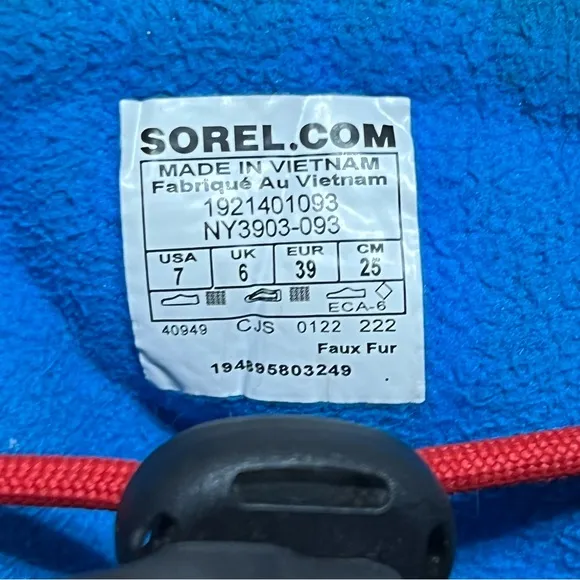 SOREL.COM
MADE IN VIETNAM
Fabriqué Au Vietnam
1921401093
NY3903-093
USA UK EUR CM
7 6 39 25
ECA-6
40949 CJS 0122 222
Faux Fur
194895803249